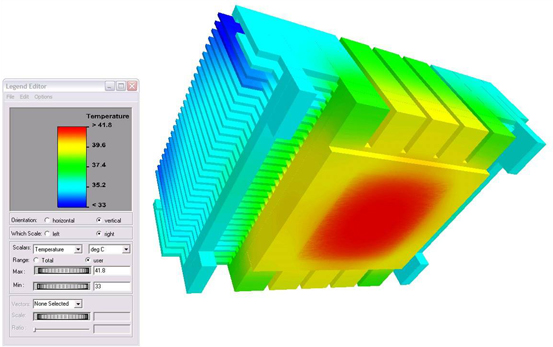 Legend Editor
File Edit Options
Temperature
> 41.8
39.6
37.4
35.2
< 33
Orientation: horizontal vertical
Which Scale: left right
Scalars: Temperature deg C
Range: Total user
Max : 41.8
Min : 33
Vectors: None Selected
Scale:
Ratio: